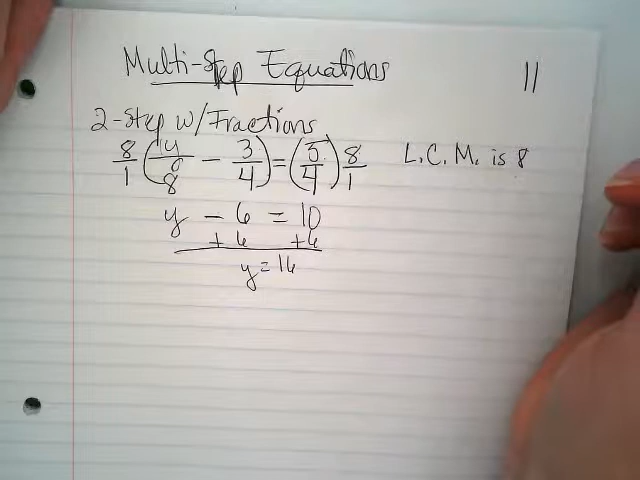 Multi-Step Equations
11
2-Step w/Fractions
8/1 (y/8 - 3/4) = (5/4) 8/1 L.C.M. is 8
y - 6 = 10
+6 +6
y = 16